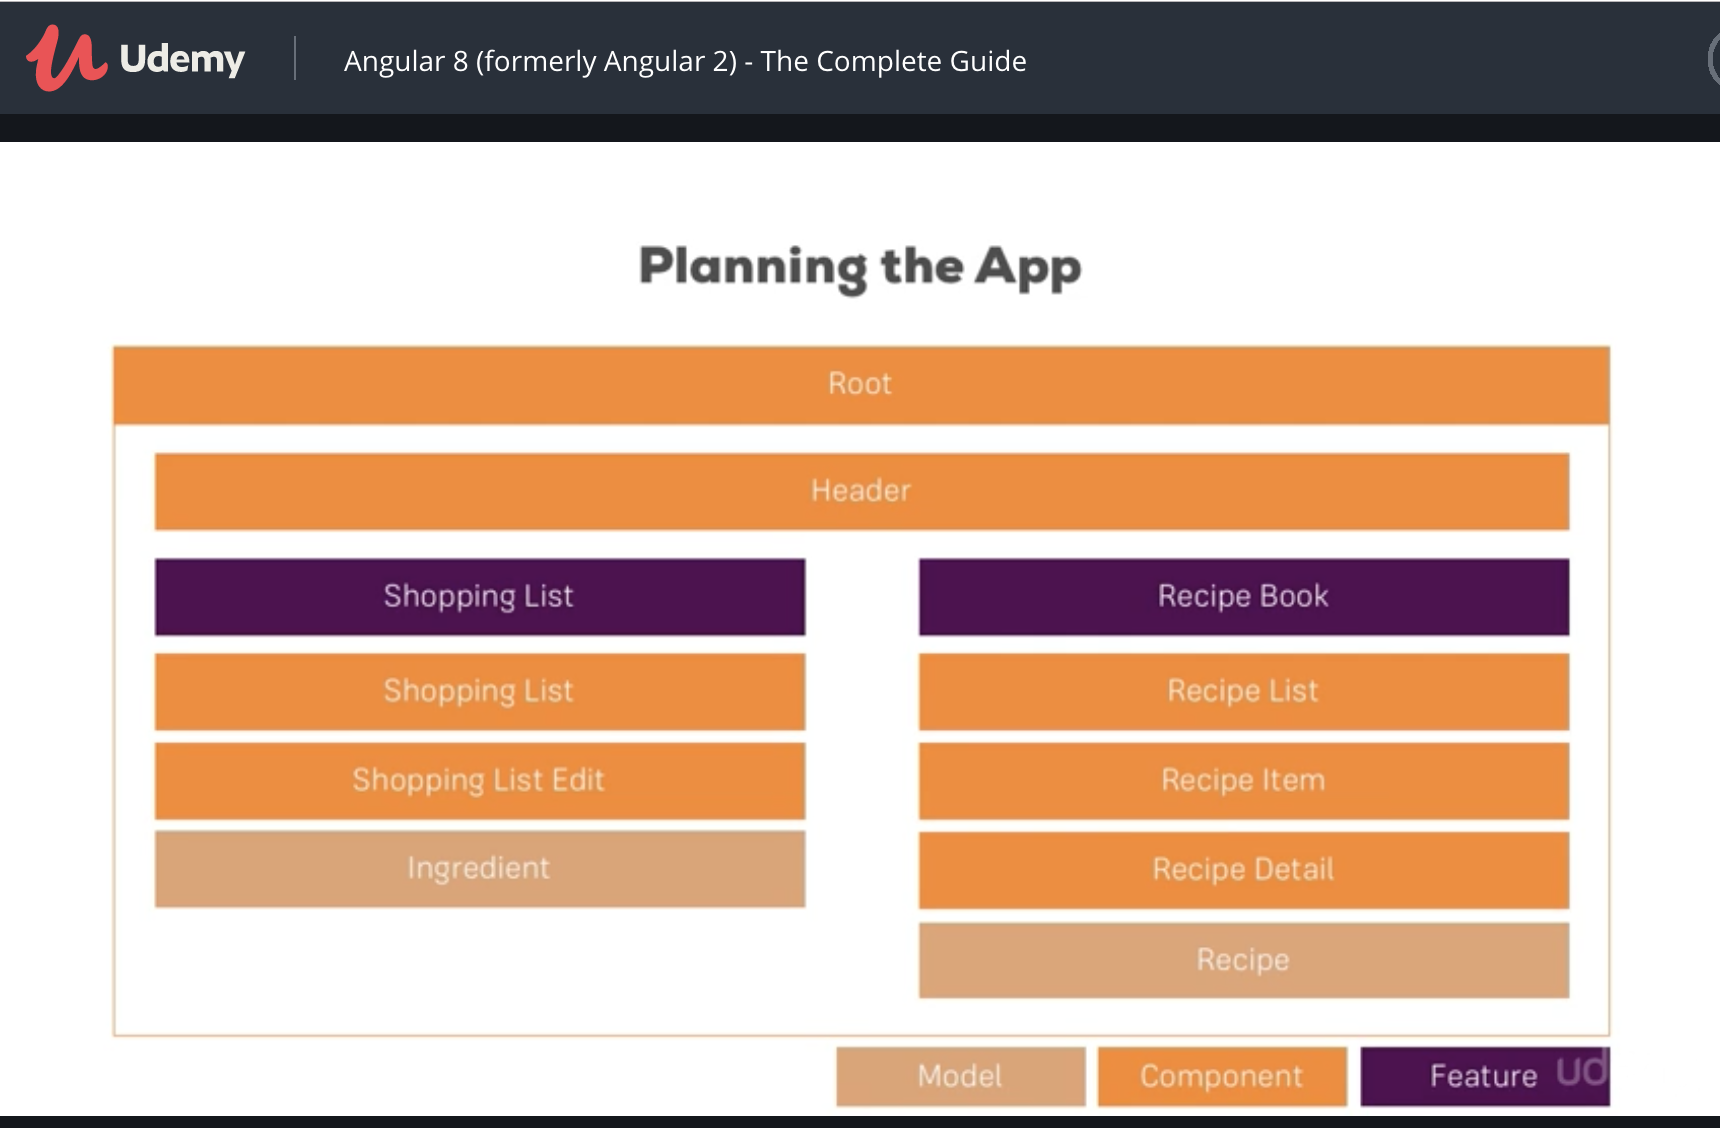 Udemy
Angular 8 (formerly Angular 2) - The Complete Guide
Planning the App
Root
Header
Shopping List
Recipe Book
Shopping List
Recipe List
Shopping List Edit
Recipe Item
Ingredient
Recipe Detail
Recipe
Model
Component
Feature
ud